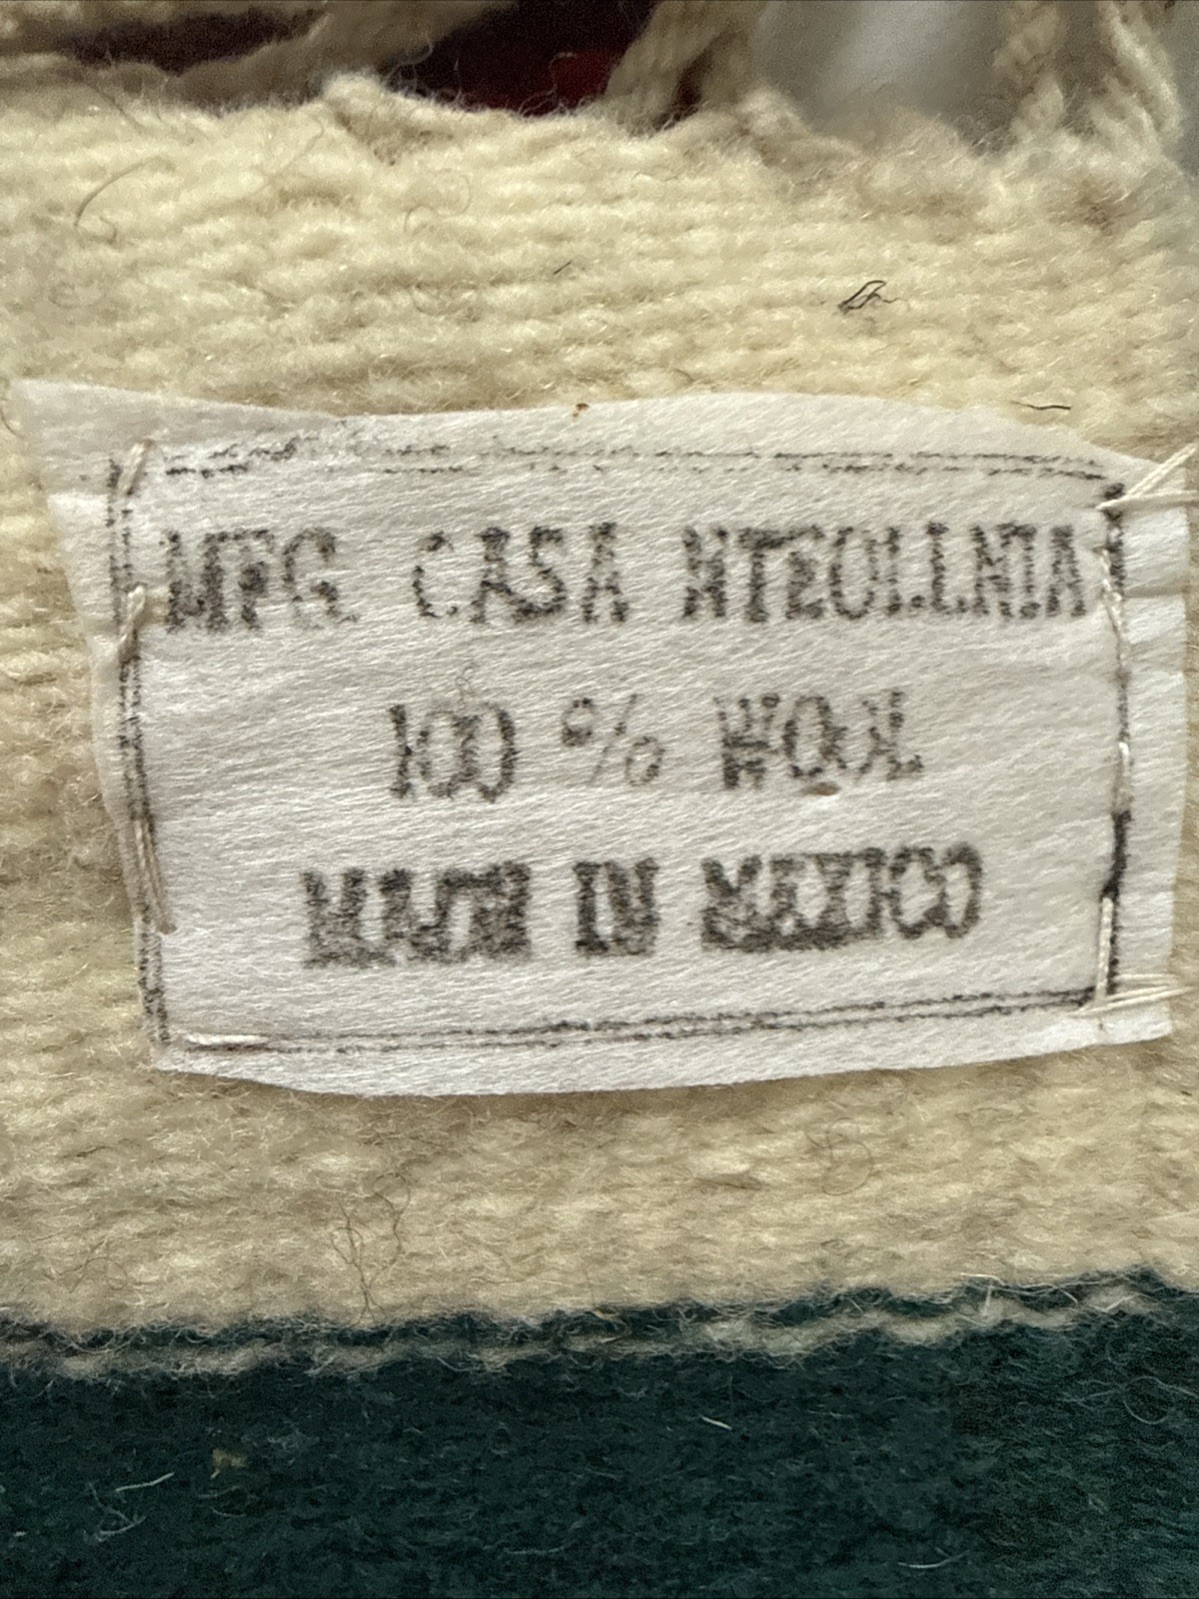 MFG. CASA
100 % WOOL
MADE IN MEXICO